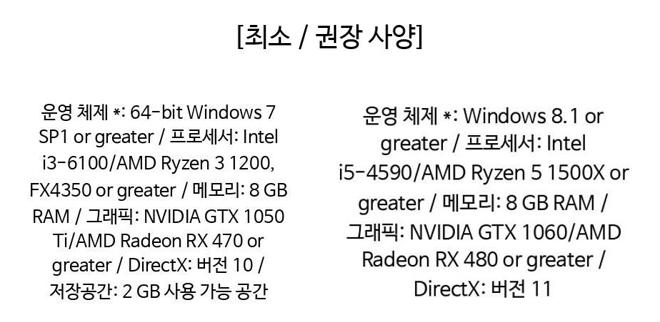 [최소 / 권장 사양]
운영 체제 *: 64-bit Windows 7
SP1 or greater / 프로세서: Intel
i3-6100/AMD Ryzen 3 1200,
FX4350 or greater / 메모리: 8 GB
RAM / 그래픽: NVIDIA GTX 1050
Ti/AMD Radeon RX 470 or
greater / DirectX: 버전 10 /
저장공간: 2 GB 사용 가능 공간
운영 체제 *: Windows 8.1 or
greater / 프로세서: Intel
i5-4590/AMD Ryzen 5 1500X or
greater / 메모리: 8 GB RAM /
그래픽: NVIDIA GTX 1060/AMD
Radeon RX 480 or greater /
DirectX: 버전 11